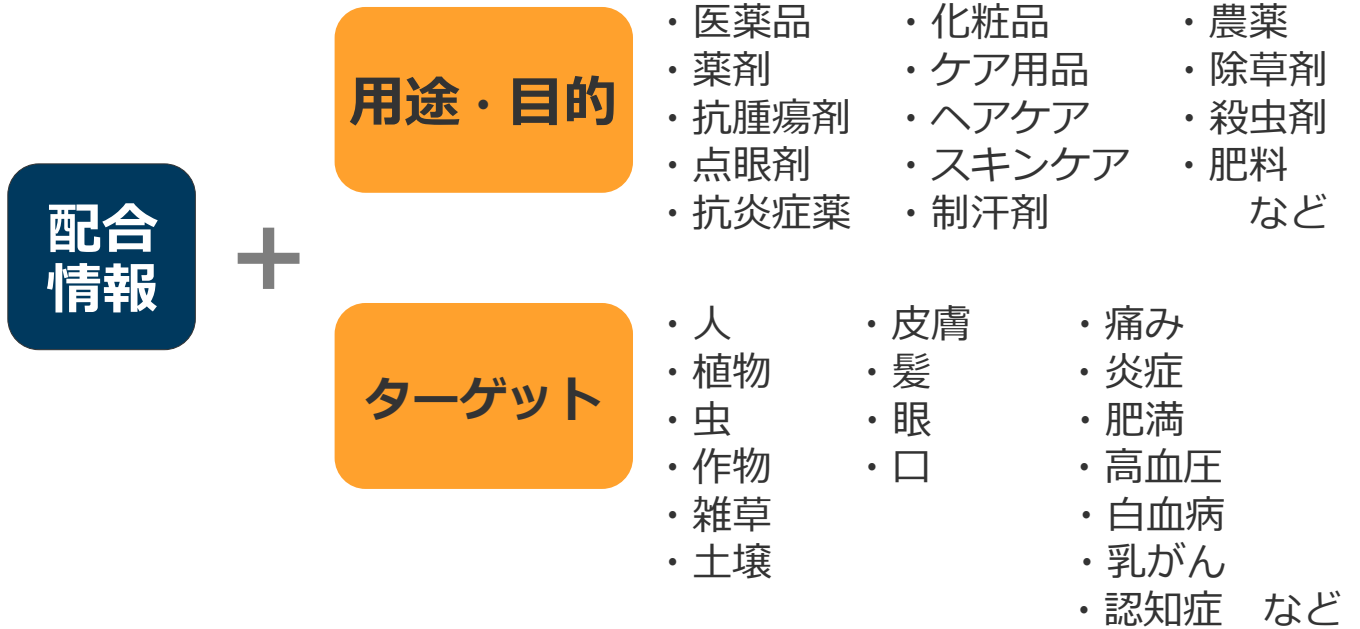 配合
情報
＋
用途・目的
・医薬品
・薬剤
・抗腫瘍剤
・点眼剤
・抗炎症薬
・化粧品
・ケア用品
・ヘアケア
・スキンケア
・制汗剤
・農薬
・除草剤
・殺虫剤
・肥料
など
ターゲット
・人
・植物
・虫
・作物
・雑草
・土壌
・皮膚
・髪
・眼
・口
・痛み
・炎症
・肥満
・高血圧
・白血病
・乳がん
・認知症　など